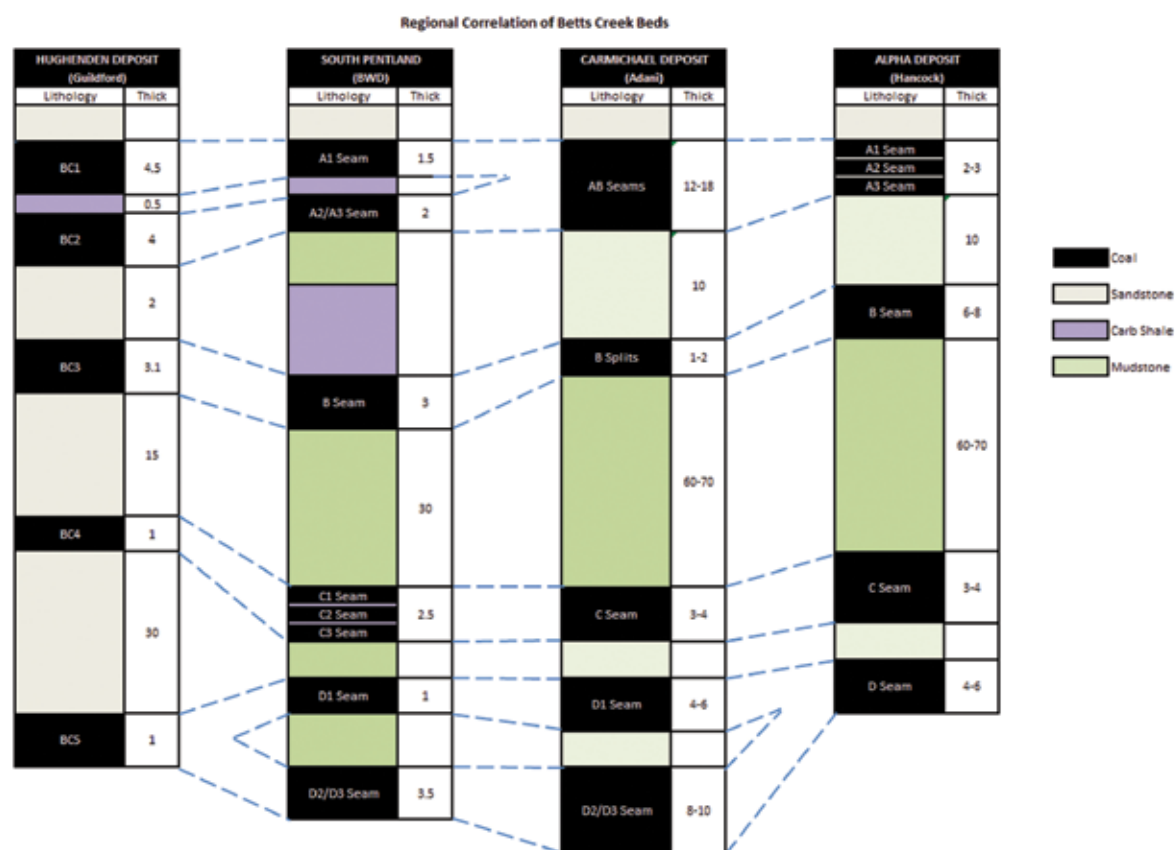 Regional Correlation of Betts Creek Beds
HUGHENDEN DEPOSIT
(Guildford)
Lithology Thick
BC1 4.5
0.5
BC2 4
2
BC3 3.1
15
BC4 1
30
BC5 1
SOUTH PENTLAND
(BWD)
Lithology Thick
A1 Seam 1.5
A2/A3 Seam 2
B Seam 3
30
C1 Seam
C2 Seam 2.5
C3 Seam
D1 Seam 1
D2/D3 Seam 3.5
CARMICHAEL DEPOSIT
(Adani)
Lithology Thick
AB Seams 12-18
10
B Splits 1-2
60-70
C Seam 3-4
D1 Seam 4-6
D2/D3 Seam 8-10
ALPHA DEPOSIT
(Hancock)
Lithology Thick
A1 Seam
A2 Seam 2-3
A3 Seam
10
B Seam 6-8
60-70
C Seam 3-4
D Seam 4-6
Coal
Sandstone
Carb Shale
Mudstone